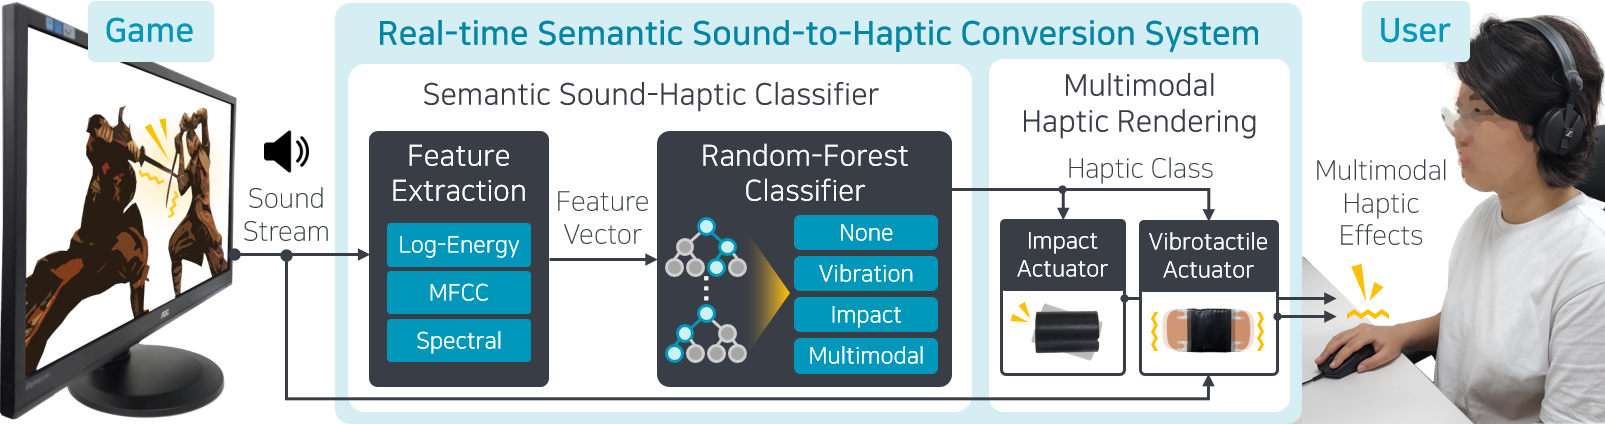 Game
Real-time Semantic Sound-to-Haptic Conversion System
User
Semantic Sound-Haptic Classifier
Multimodal
Haptic Rendering
Sound
Stream
Feature
Extraction
Log-Energy
MFCC
Spectral
Feature
Vector
Random-Forest
Classifier
None
Vibration
Impact
Multimodal
Haptic Class
Impact
Actuator
Vibrotactile
Actuator
Multimodal
Haptic
Effects